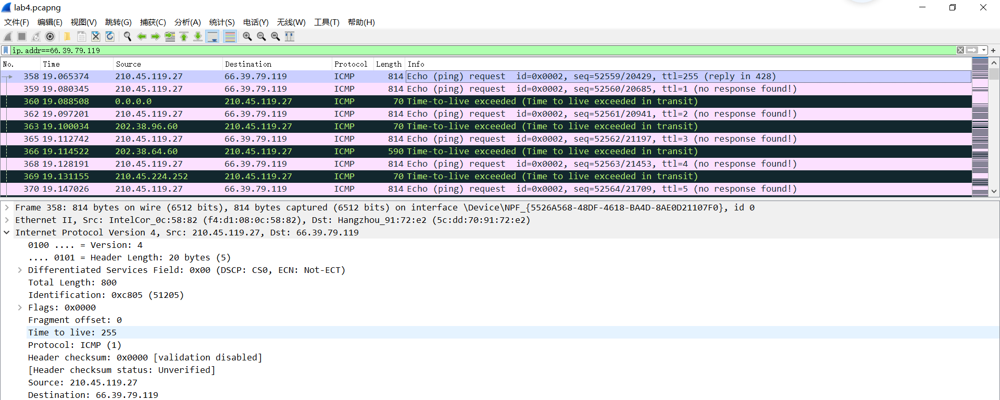 lab4.pcapng
文件(F) 编辑(E) 视图(V) 跳转(G) 捕获(C) 分析(A) 统计(S) 电话(Y) 无线(W) 工具(T) 帮助(H)
ip.addr==66.39.79.119
No. Time Source Destination Protocol Length Info
358 19.065374 210.45.119.27 66.39.79.119 ICMP 814 Echo (ping) request id=0x0002, seq=52559/20429, ttl=255 (reply in 428)
359 19.080345 210.45.119.27 66.39.79.119 ICMP 814 Echo (ping) request id=0x0002, seq=52560/20685, ttl=1 (no response found!)
360 19.088508 0.0.0.0 210.45.119.27 ICMP 70 Time-to-live exceeded (Time to live exceeded in transit)
362 19.097201 210.45.119.27 66.39.79.119 ICMP 814 Echo (ping) request id=0x0002, seq=52561/20941, ttl=2 (no response found!)
363 19.100034 202.38.96.60 210.45.119.27 ICMP 70 Time-to-live exceeded (Time to live exceeded in transit)
365 19.112742 210.45.119.27 66.39.79.119 ICMP 814 Echo (ping) request id=0x0002, seq=52562/21197, ttl=3 (no response found!)
366 19.114522 202.38.64.60 210.45.119.27 ICMP 590 Time-to-live exceeded (Time to live exceeded in transit)
368 19.128191 210.45.119.27 66.39.79.119 ICMP 814 Echo (ping) request id=0x0002, seq=52563/21453, ttl=4 (no response found!)
369 19.131155 210.45.224.252 210.45.119.27 ICMP 70 Time-to-live exceeded (Time to live exceeded in transit)
370 19.147026 210.45.119.27 66.39.79.119 ICMP 814 Echo (ping) request id=0x0002, seq=52564/21709, ttl=5 (no response found!)
Frame 358: 814 bytes on wire (6512 bits), 814 bytes captured (6512 bits) on interface \Device\NPF_{5526A568-48DF-4618-BA4D-8AE0D21107F0}, id 0
Ethernet II, Src: IntelCor_0c:58:82 (f4:d1:08:0c:58:82), Dst: Hangzhou_91:72:e2 (5c:dd:70:91:72:e2)
Internet Protocol Version 4, Src: 210.45.119.27, Dst: 66.39.79.119
0100 .... = Version: 4
.... 0101 = Header Length: 20 bytes (5)
Differentiated Services Field: 0x00 (DSCP: CS0, ECN: Not-ECT)
Total Length: 800
Identification: 0xc805 (51205)
Flags: 0x0000
Fragment offset: 0
Time to live: 255
Protocol: ICMP (1)
Header checksum: 0x0000 [validation disabled]
[Header checksum status: Unverified]
Source: 210.45.119.27
Destination: 66.39.79.119